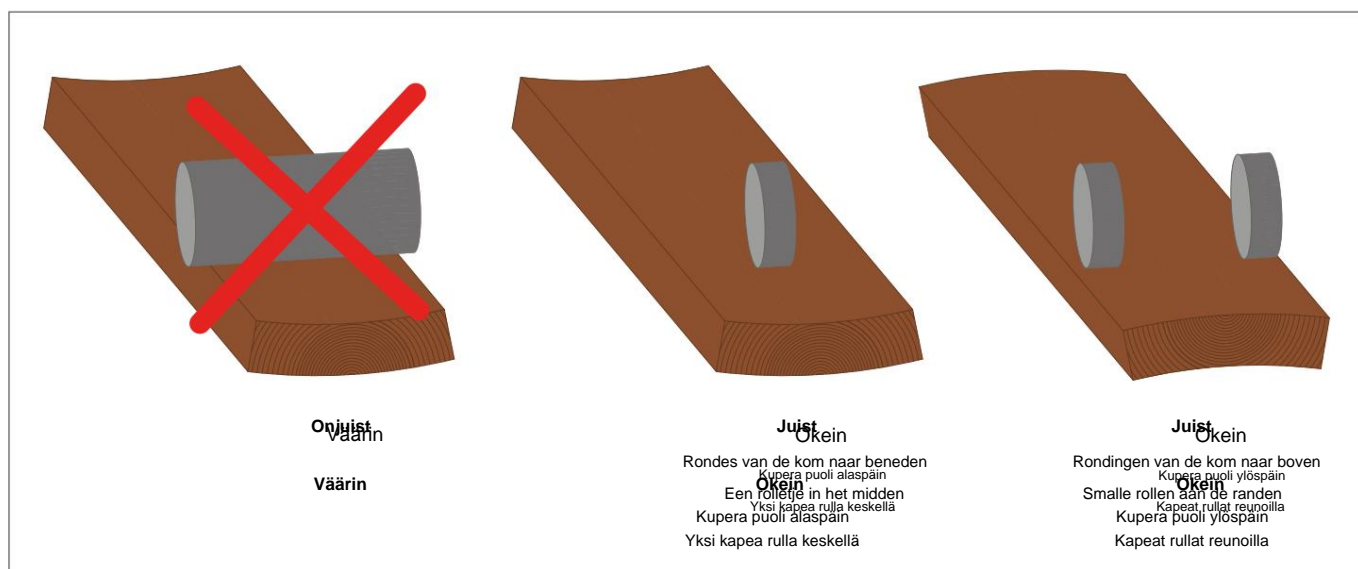 Onjuist
Väärin
Väärin
Juist
Okein
Rondes van de kom naar beneden
Kupera puoli alaspäin
Okein
Een rolletje in het midden
Yksi kapea rulla keskellä
Kupera puoli alaspäin
Yksi kapea rulla keskellä
Juist
Okein
Rondingen van de kom naar boven
Kupera puoli ylöspäin
Okein
Smalle rollen aan de randen
Kapeat rullat reunoilla
Kupera puoli ylöspäin
Kapeat rullat reunoilla